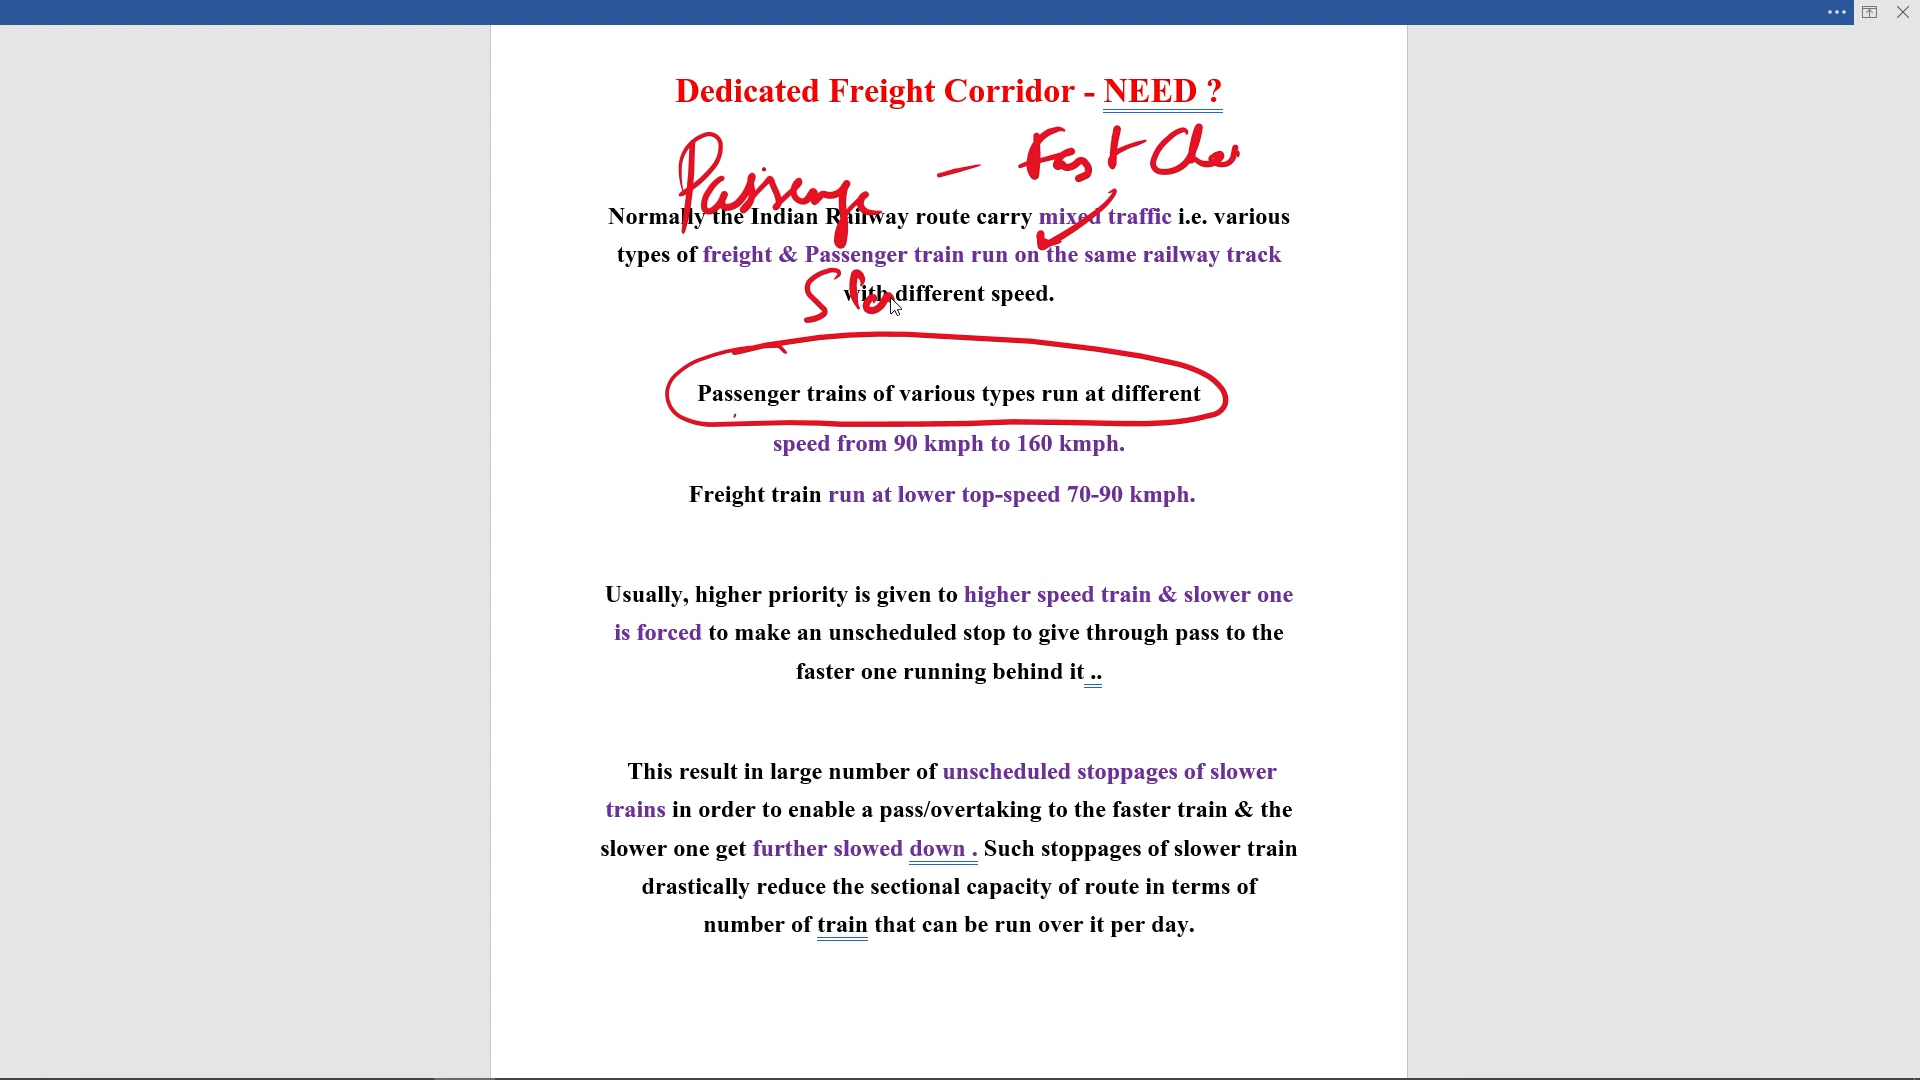 Dedicated Freight Corridor - NEED ?
Passenge - Fast
Normally the Indian Railway route carry mixed traffic i.e. various
types of freight & Passenger train run on the same railway track
with different speed.
Passenger trains of various types run at different
speed from 90 kmph to 160 kmph.
Freight train run at lower top-speed 70-90 kmph.
Usually, higher priority is given to higher speed train & slower one
is forced to make an unscheduled stop to give through pass to the
faster one running behind it ..
This result in large number of unscheduled stoppages of slower
trains in order to enable a pass/overtaking to the faster train & the
slower one get further slowed down . Such stoppages of slower train
drastically reduce the sectional capacity of route in terms of
number of train that can be run over it per day.